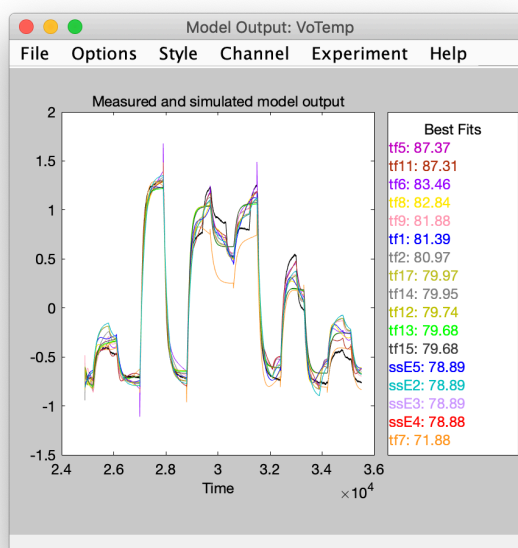 Model Output: VoTemp
File Options Style Channel Experiment Help
Measured and simulated model output
2
1.5
1
0.5
0
-0.5
-1
-1.5
2.4 2.6 2.8 3 3.2 3.4 3.6
Time
×10⁴
Best Fits
tf5: 87.37
tf11: 87.31
tf6: 83.46
tf8: 82.84
tf9: 81.88
tf1: 81.39
tf2: 80.97
tf17: 79.97
tf14: 79.95
tf12: 79.74
tf13: 79.68
tf15: 79.68
ssE5: 78.89
ssE2: 78.89
ssE3: 78.89
ssE4: 78.88
tf7: 71.88